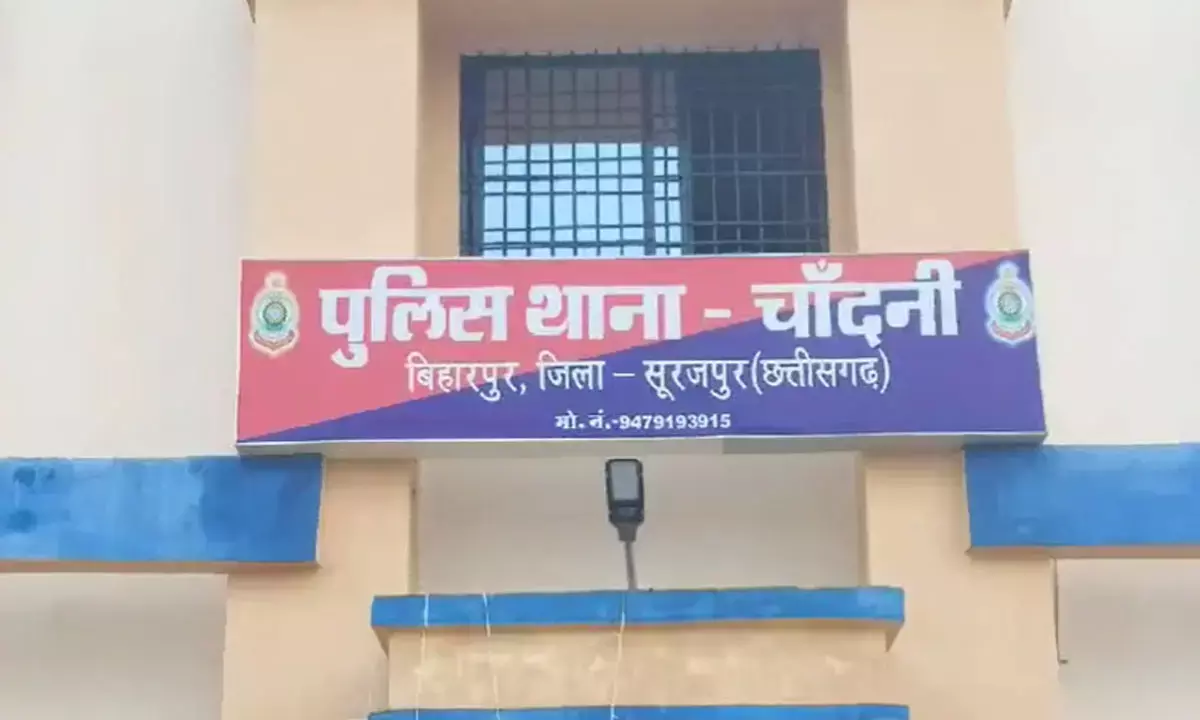 पुलिस थाना - चाँदनी
बिहारपुर, जिला – सूरजपुर(छत्तीसगढ़)
मो. नं.-9479193915